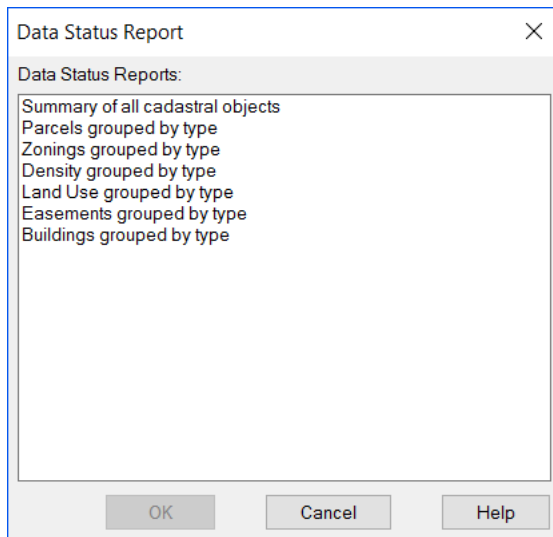 Data Status Report
Data Status Reports:
Summary of all cadastral objects
Parcels grouped by type
Zonings grouped by type
Density grouped by type
Land Use grouped by type
Easements grouped by type
Buildings grouped by type
OK Cancel Help